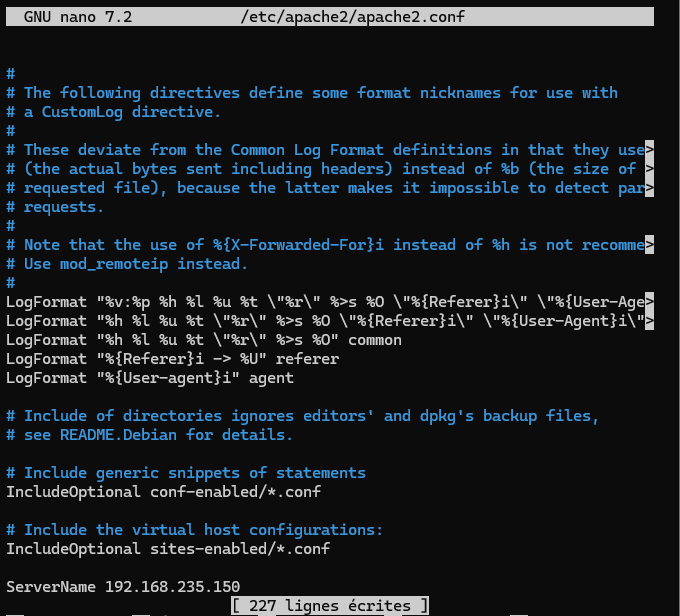 GNU nano 7.2 /etc/apache2/apache2.conf
#
# The following directives define some format nicknames for use with
# a CustomLog directive.
#
# These deviate from the Common Log Format definitions in that they use>
# (the actual bytes sent including headers) instead of %b (the size of >
# requested file), because the latter makes it impossible to detect par>
# requests.
#
# Note that the use of %{X-Forwarded-For}i instead of %h is not recomme>
# Use mod_remoteip instead.
#
LogFormat "%v:%p %h %l %u %t \"%r\" %>s %O \"%{Referer}i\" \"%{User-Age>
LogFormat "%h %l %u %t \"%r\" %>s %O \"%{Referer}i\" \"%{User-Agent}i\">
LogFormat "%h %l %u %t \"%r\" %>s %O" common
LogFormat "%{Referer}i -> %U" referer
LogFormat "%{User-agent}i" agent
# Include of directories ignores editors' and dpkg's backup files,
# see README.Debian for details.
# Include generic snippets of statements
IncludeOptional conf-enabled/*.conf
# Include the virtual host configurations:
IncludeOptional sites-enabled/*.conf
ServerName 192.168.235.150
[ 227 lignes écrites ]